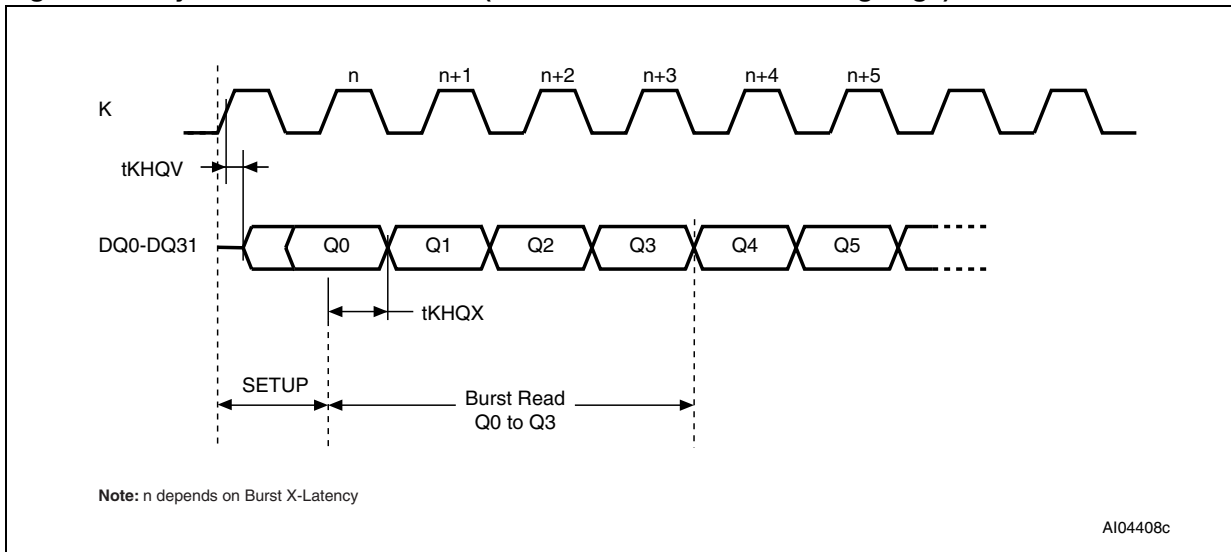 n n+1 n+2 n+3 n+4 n+5
K
tKHQV
DQ0-DQ31 Q0 Q1 Q2 Q3 Q4 Q5
tKHQX
SETUP
Burst Read
Q0 to Q3
Note: n depends on Burst X-Latency
AI04408c